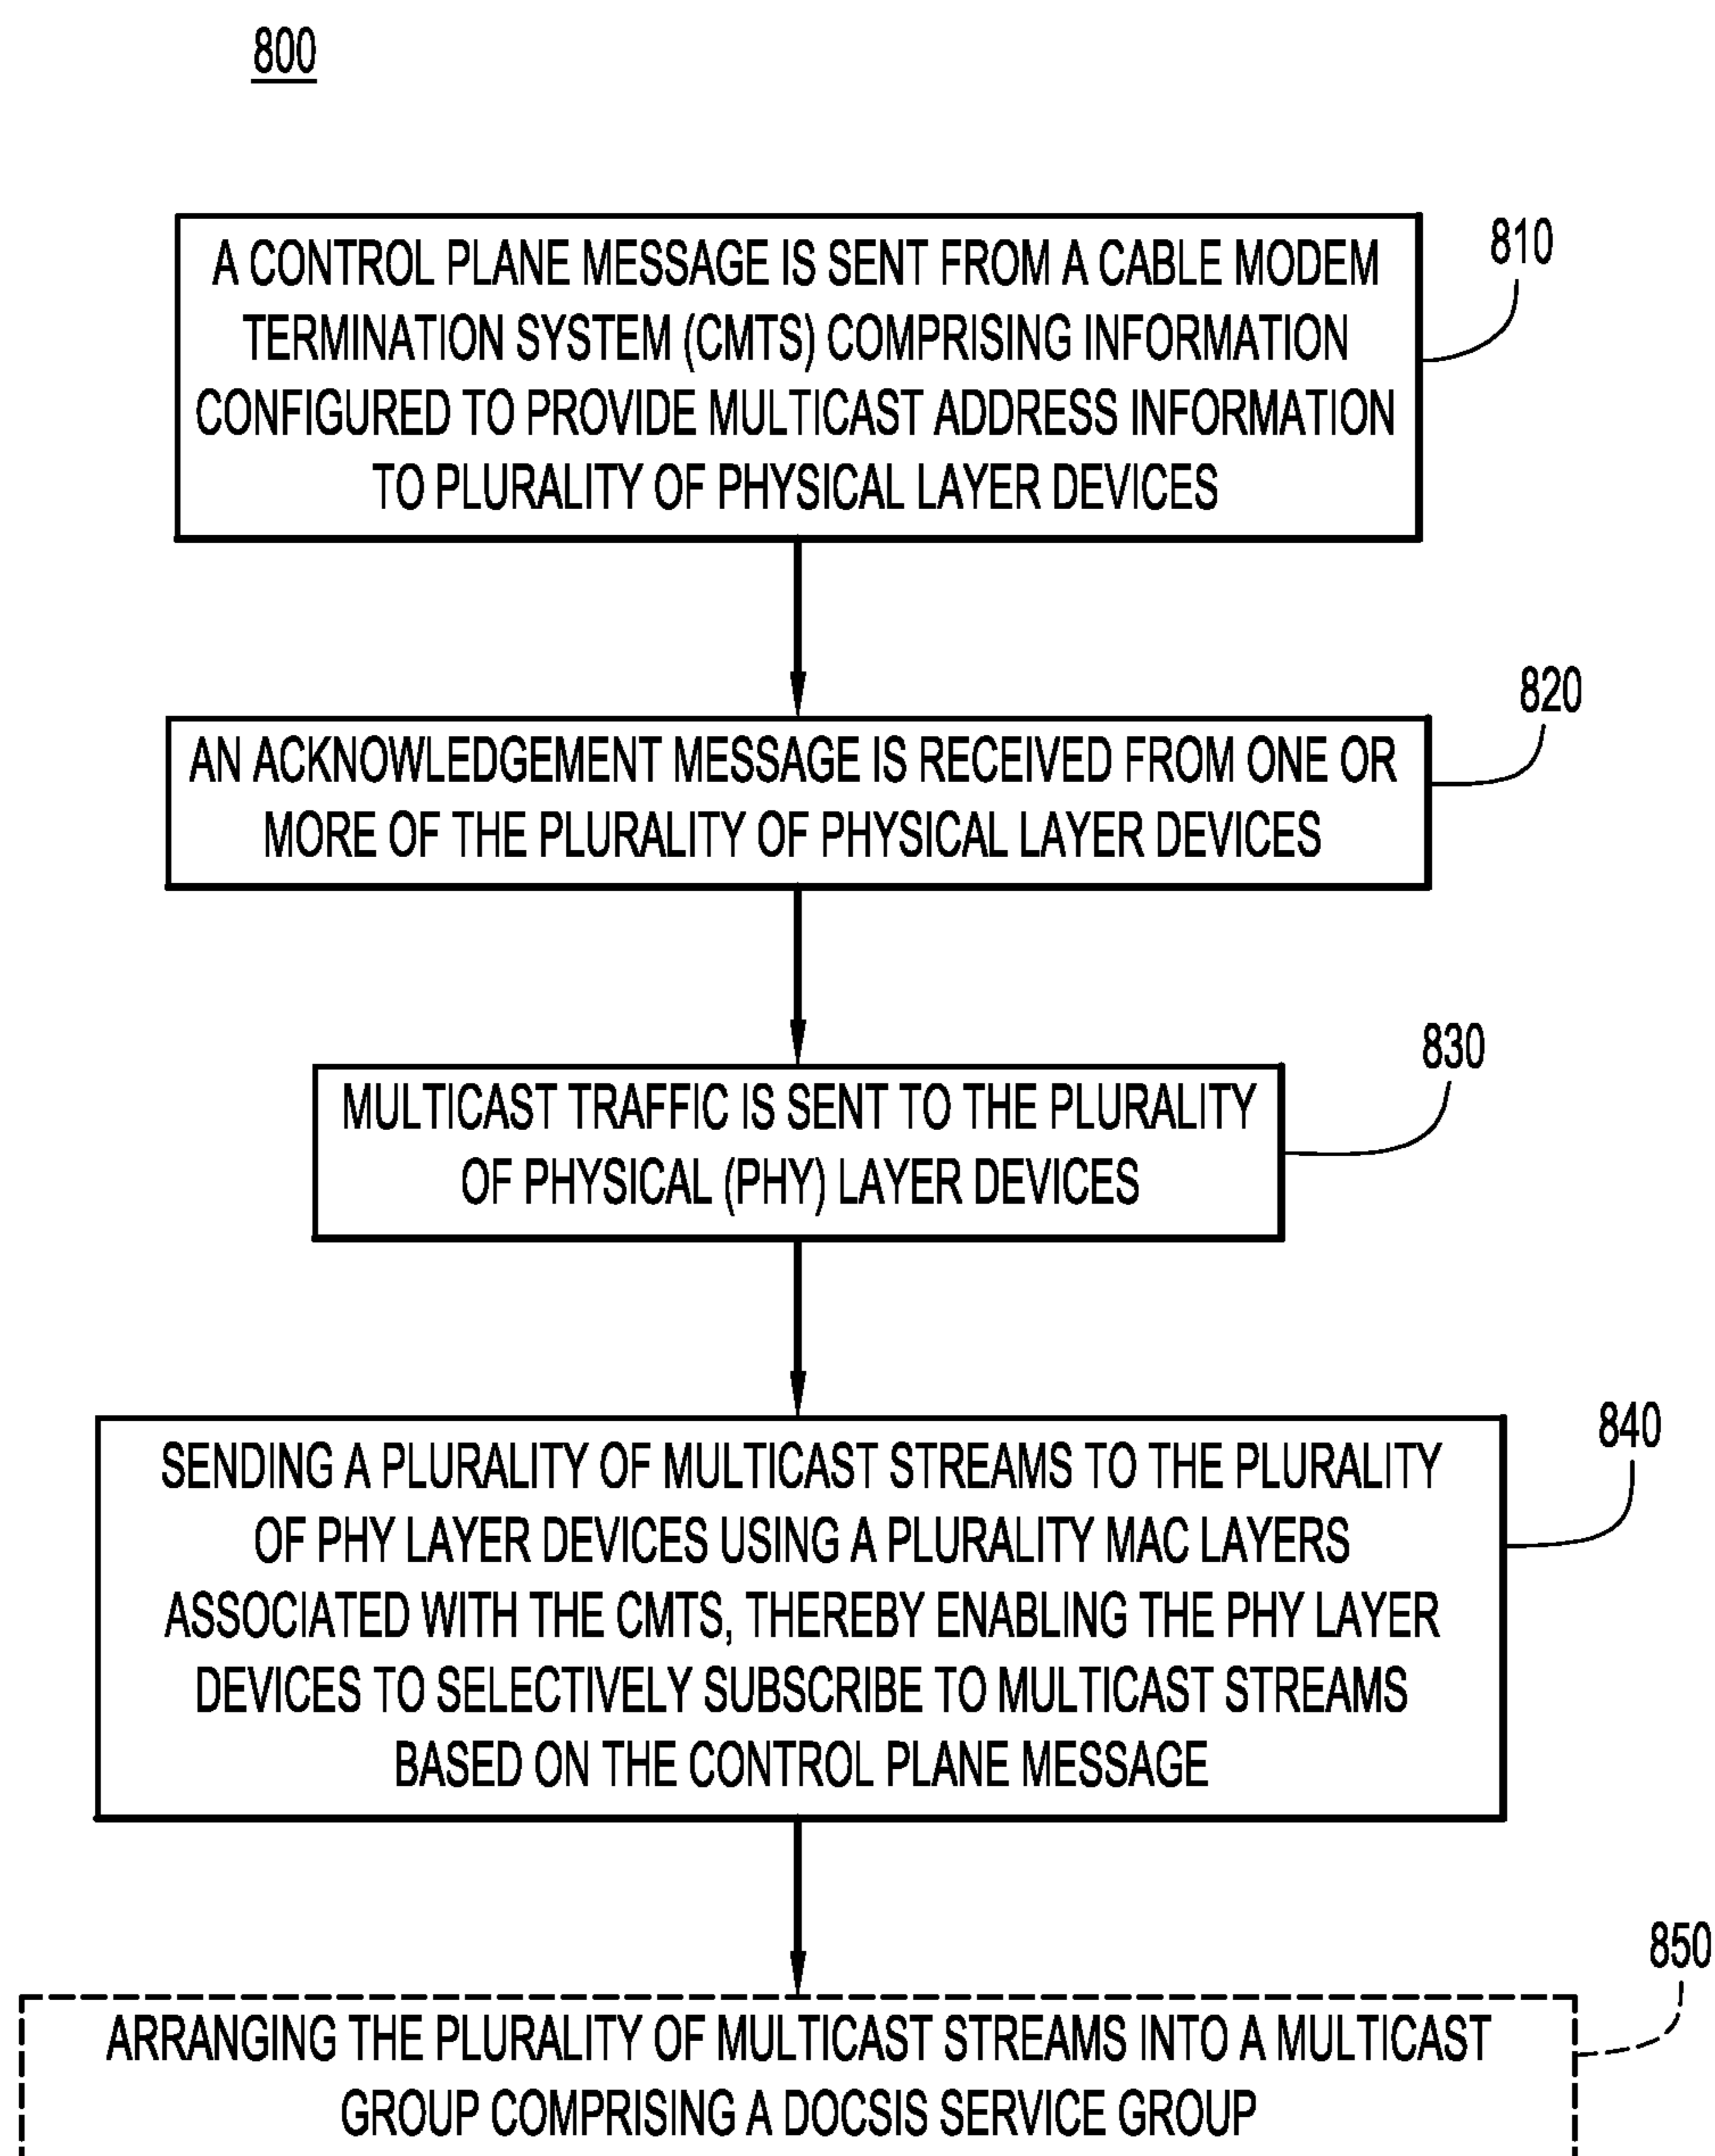 800
A CONTROL PLANE MESSAGE IS SENT FROM A CABLE MODEM
TERMINATION SYSTEM (CMTS) COMPRISING INFORMATION
CONFIGURED TO PROVIDE MULTICAST ADDRESS INFORMATION
TO PLURALITY OF PHYSICAL LAYER DEVICES
810
AN ACKNOWLEDGEMENT MESSAGE IS RECEIVED FROM ONE OR
MORE OF THE PLURALITY OF PHYSICAL LAYER DEVICES
820
MULTICAST TRAFFIC IS SENT TO THE PLURALITY
OF PHYSICAL (PHY) LAYER DEVICES
830
SENDING A PLURALITY OF MULTICAST STREAMS TO THE PLURALITY
OF PHY LAYER DEVICES USING A PLURALITY MAC LAYERS
ASSOCIATED WITH THE CMTS, THEREBY ENABLING THE PHY LAYER
DEVICES TO SELECTIVELY SUBSCRIBE TO MULTICAST STREAMS
BASED ON THE CONTROL PLANE MESSAGE
840
ARRANGING THE PLURALITY OF MULTICAST STREAMS INTO A MULTICAST
GROUP COMPRISING A DOCSIS SERVICE GROUP
850